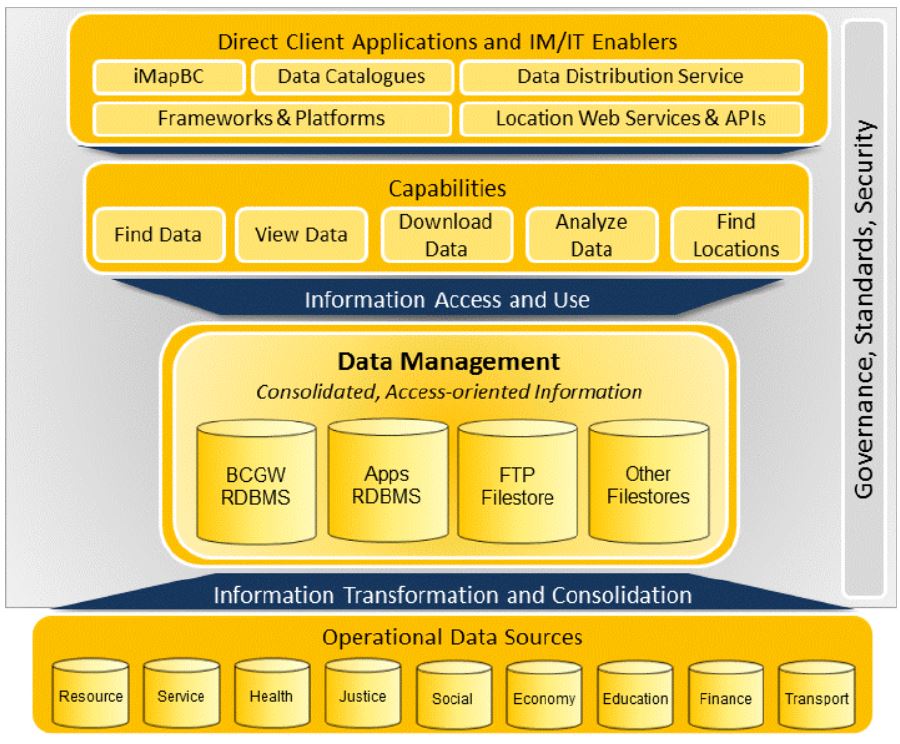 Direct Client Applications and IM/IT Enablers
iMapBC
Data Catalogues
Data Distribution Service
Frameworks & Platforms
Location Web Services & APIs
Capabilities
Find Data
View Data
Download
Data
Analyze
Data
Find
Locations
Information Access and Use
Data Management
Consolidated, Access-oriented Information
BCGW
RDBMS
Apps
RDBMS
FTP
Filestore
Other
Filestores
Information Transformation and Consolidation
Operational Data Sources
Resource
Service
Health
Justice
Social
Economy
Education
Finance
Transport
Governance, Standards, Security